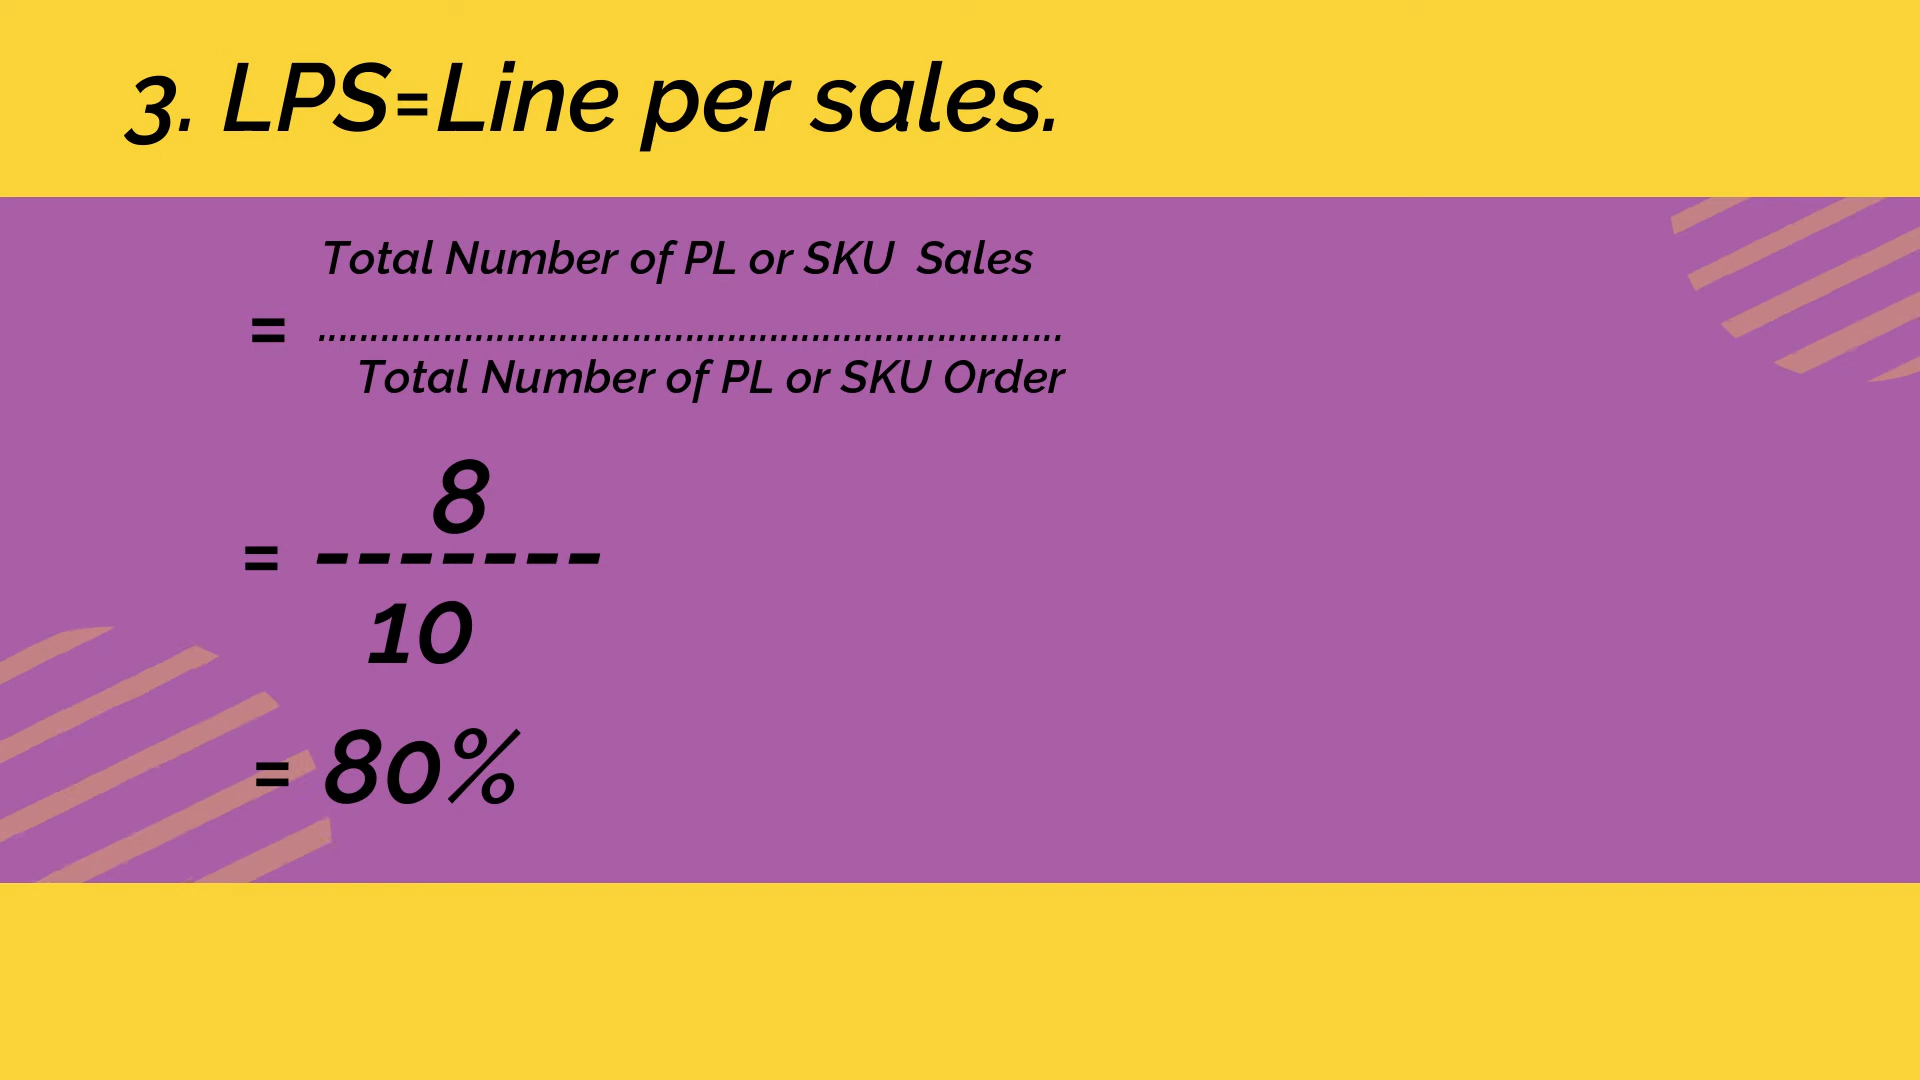 3. LPS=Line per sales.
Total Number of PL or SKU  Sales
= ......................................................................
Total Number of PL or SKU Order
8
= -------
10
= 80%